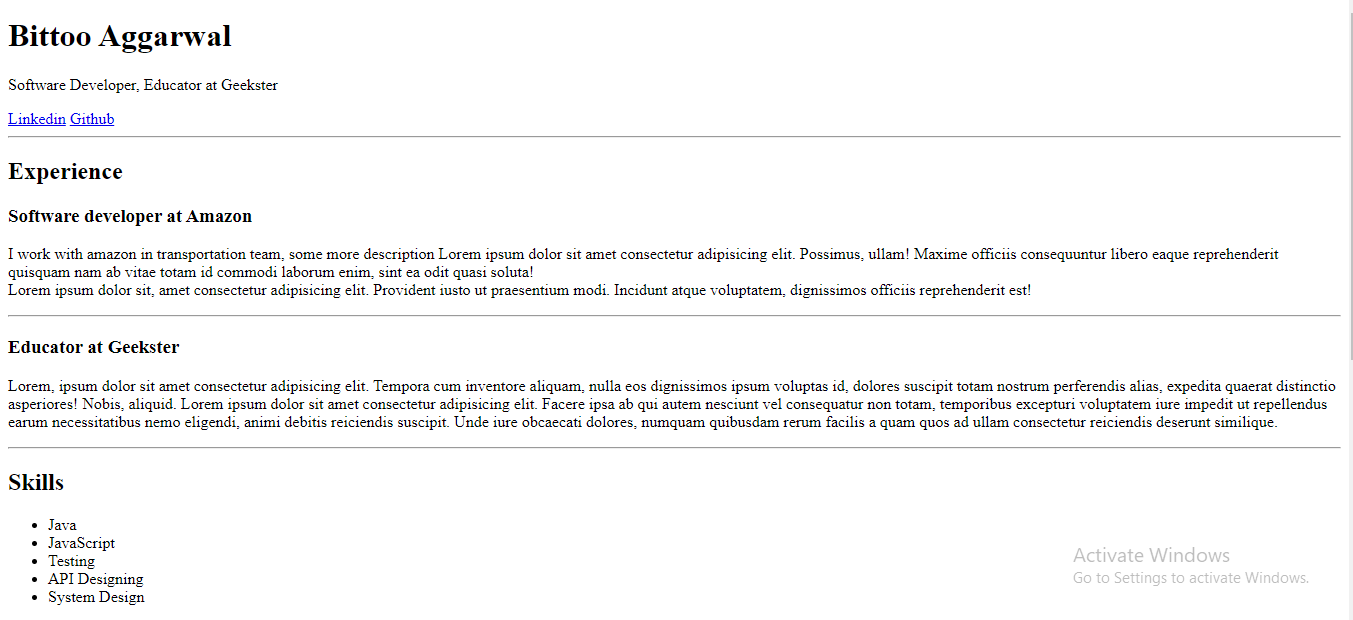 Bittoo Aggarwal
Software Developer, Educator at Geekster
Linkedin Github
Experience
Software developer at Amazon
I work with amazon in transportation team, some more description Lorem ipsum dolor sit amet consectetur adipisicing elit. Possimus, ullam! Maxime officiis consequuntur libero eaque reprehenderit
quisquam nam ab vitae totam id commodi laborum enim, sint ea odit quasi soluta!
Lorem ipsum dolor sit, amet consectetur adipisicing elit. Provident iusto ut praesentium modi. Incidunt atque voluptatem, dignissimos officiis reprehenderit est!
Educator at Geekster
Lorem, ipsum dolor sit amet consectetur adipisicing elit. Tempora cum inventore aliquam, nulla eos dignissimos ipsum voluptas id, dolores suscipit totam nostrum perferendis alias, expedita quaerat distinctio
asperiores! Nobis, aliquid. Lorem ipsum dolor sit amet consectetur adipisicing elit. Facere ipsa ab qui autem nesciunt vel consequatur non totam, temporibus excepturi voluptatem iure impedit ut repellendus
earum necessitatibus nemo eligendi, animi debitis reiciendis suscipit. Unde iure obcaecati dolores, numquam quibusdam rerum facilis a quam quos ad ullam consectetur reiciendis deserunt similique.
Skills
• Java
• JavaScript
• Testing
• API Designing
• System Design
Activate Windows
Go to Settings to activate Windows.